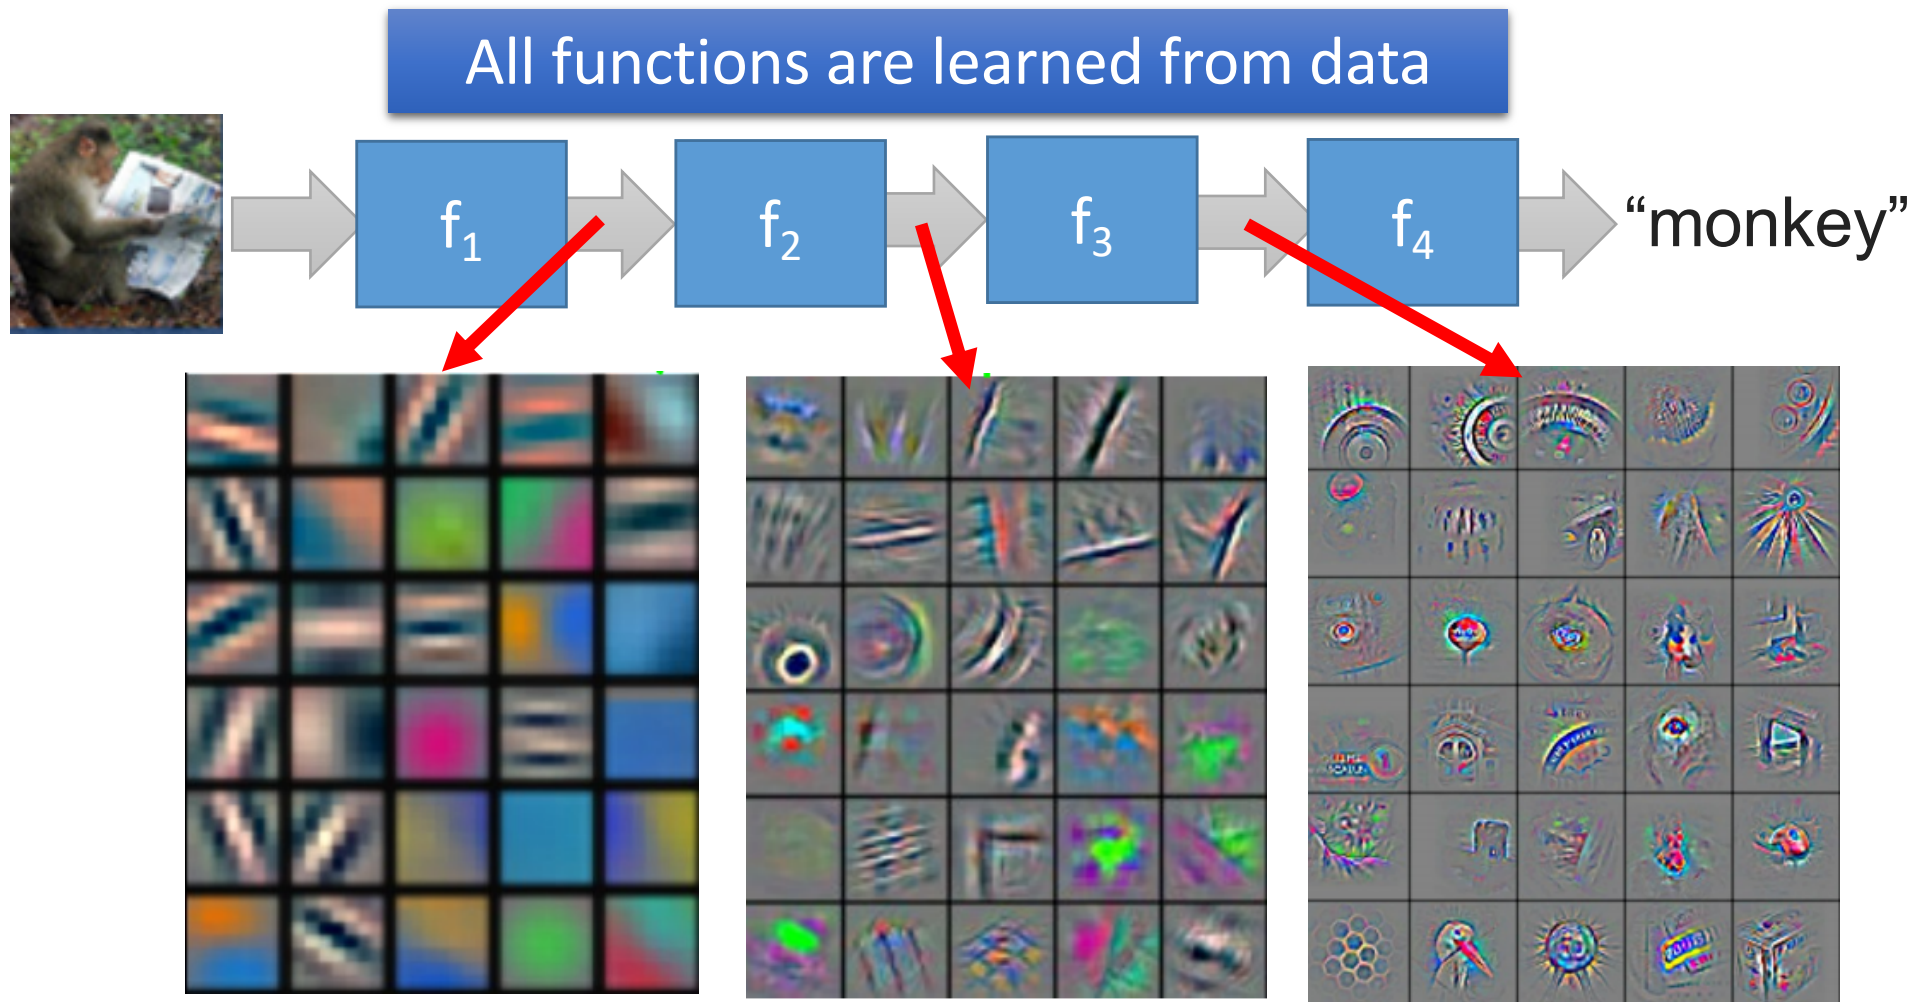 All functions are learned from data
f1
f2
f3
f4
“monkey”